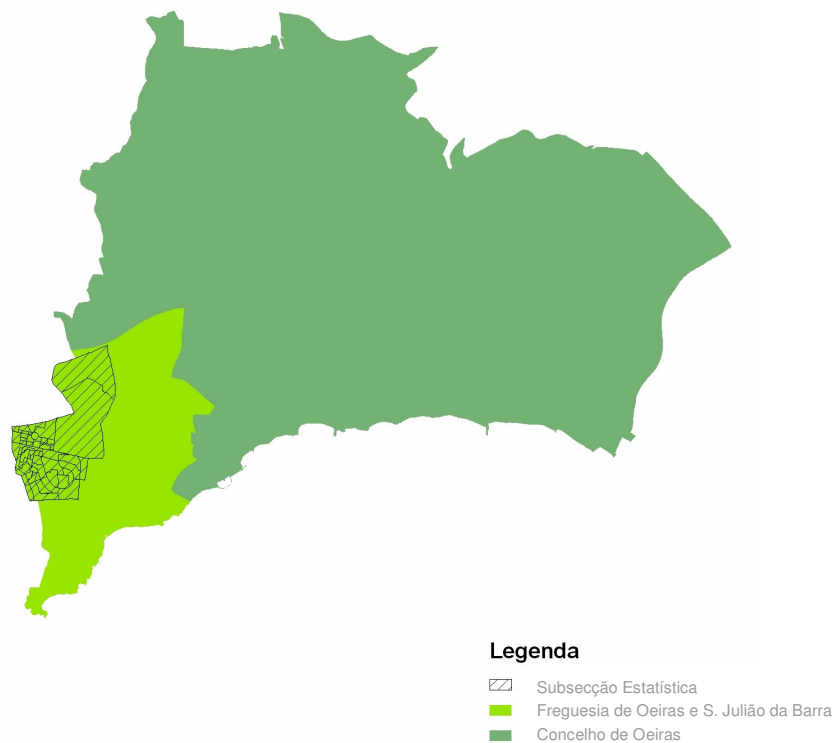 Legenda
Subsecção Estatística
Freguesia de Oeiras e S. Julião da Barra
Concelho de Oeiras